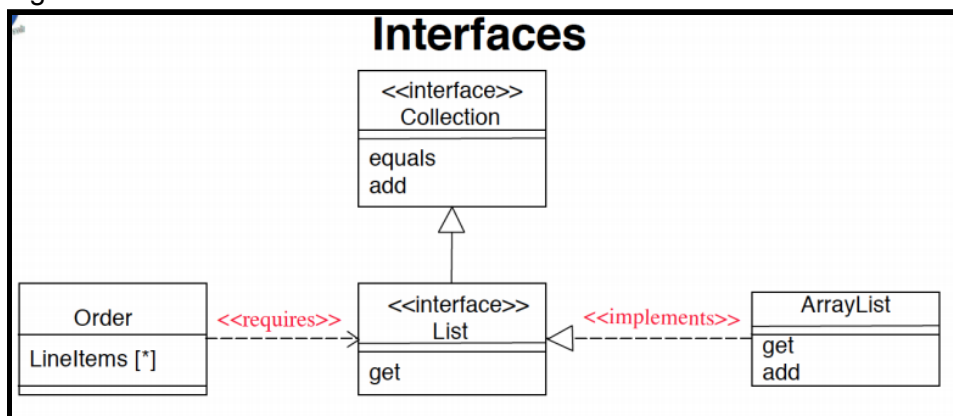 Interfaces
<<interface>>
Collection
equals
add
Order
LineItems [*]
<<requires>>
<<interface>>
List
get
<<implements>>
ArrayList
get
add